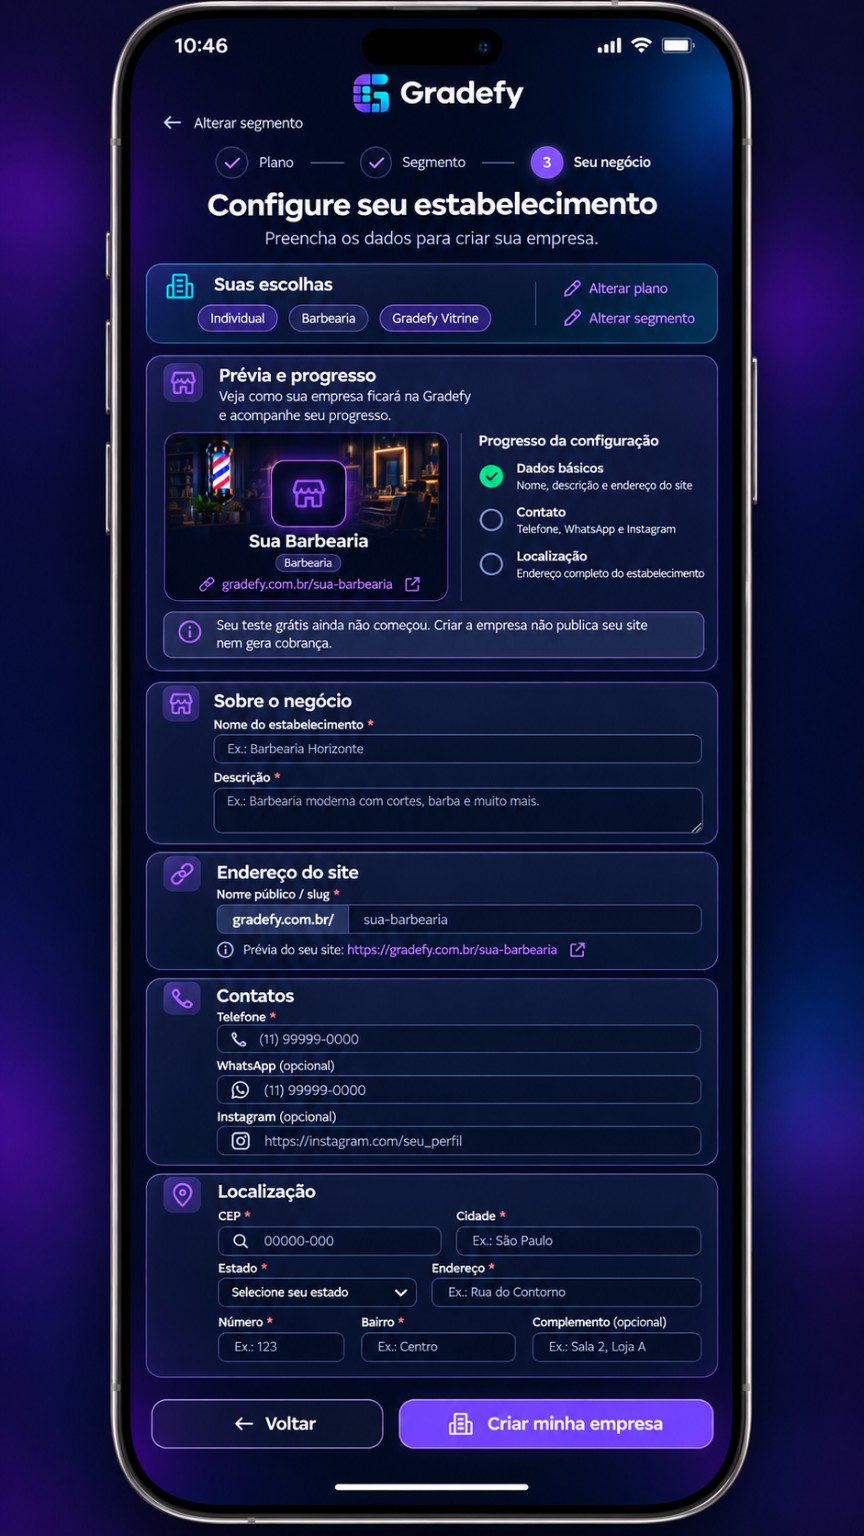 10:46
Gradefy
Alterar segmento
Plano
Segmento
3
Seu negócio
Configure seu estabelecimento
Preencha os dados para criar sua empresa.
Suas escolhas
Individual
Barbearia
Gradefy Vitrine
Alterar plano
Alterar segmento
Prévia e progresso
Veja como sua empresa ficará na Gradefy
e acompanhe seu progresso.
Sua Barbearia
Barbearia
gradefy.com.br/sua-barbearia
Progresso da configuração
Dados básicos
Nome, descrição e endereço do site
Contato
Telefone, WhatsApp e Instagram
Localização
Endereço completo do estabelecimento
Seu teste grátis ainda não começou. Criar a empresa não publica seu site
nem gera cobrança.
Sobre o negócio
Nome do estabelecimento *
Ex.: Barbearia Horizonte
Descrição *
Ex.: Barbearia moderna com cortes, barba e muito mais.
Endereço do site
Nome público / slug *
gradefy.com.br/
sua-barbearia
Prévia do seu site: https://gradefy.com.br/sua-barbearia
Contatos
Telefone *
(11) 99999-0000
WhatsApp (opcional)
(11) 99999-0000
Instagram (opcional)
https://instagram.com/seu_perfil
Localização
CEP *
00000-000
Cidade *
Ex.: São Paulo
Estado *
Selecione seu estado
Endereço *
Ex.: Rua do Contorno
Número *
Ex.: 123
Bairro *
Ex.: Centro
Complemento (opcional)
Ex.: Sala 2, Loja A
Voltar
Criar minha empresa